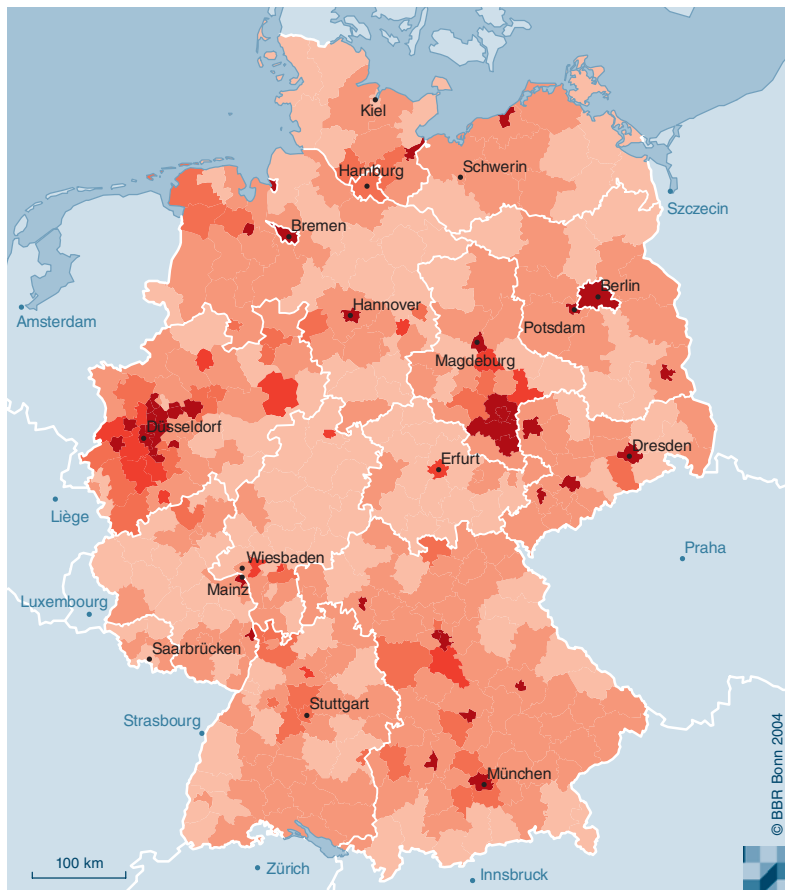 Kiel
Hamburg
Schwerin
Szczecin
Bremen
Berlin
Hannover
Amsterdam
Potsdam
Magdeburg
Düsseldorf
Dresden
Erfurt
Liège
Praha
Wiesbaden
Mainz
Luxembourg
Saarbrücken
Stuttgart
Strasbourg
München
© BBR Bonn 2004
100 km
Zürich
Innsbruck